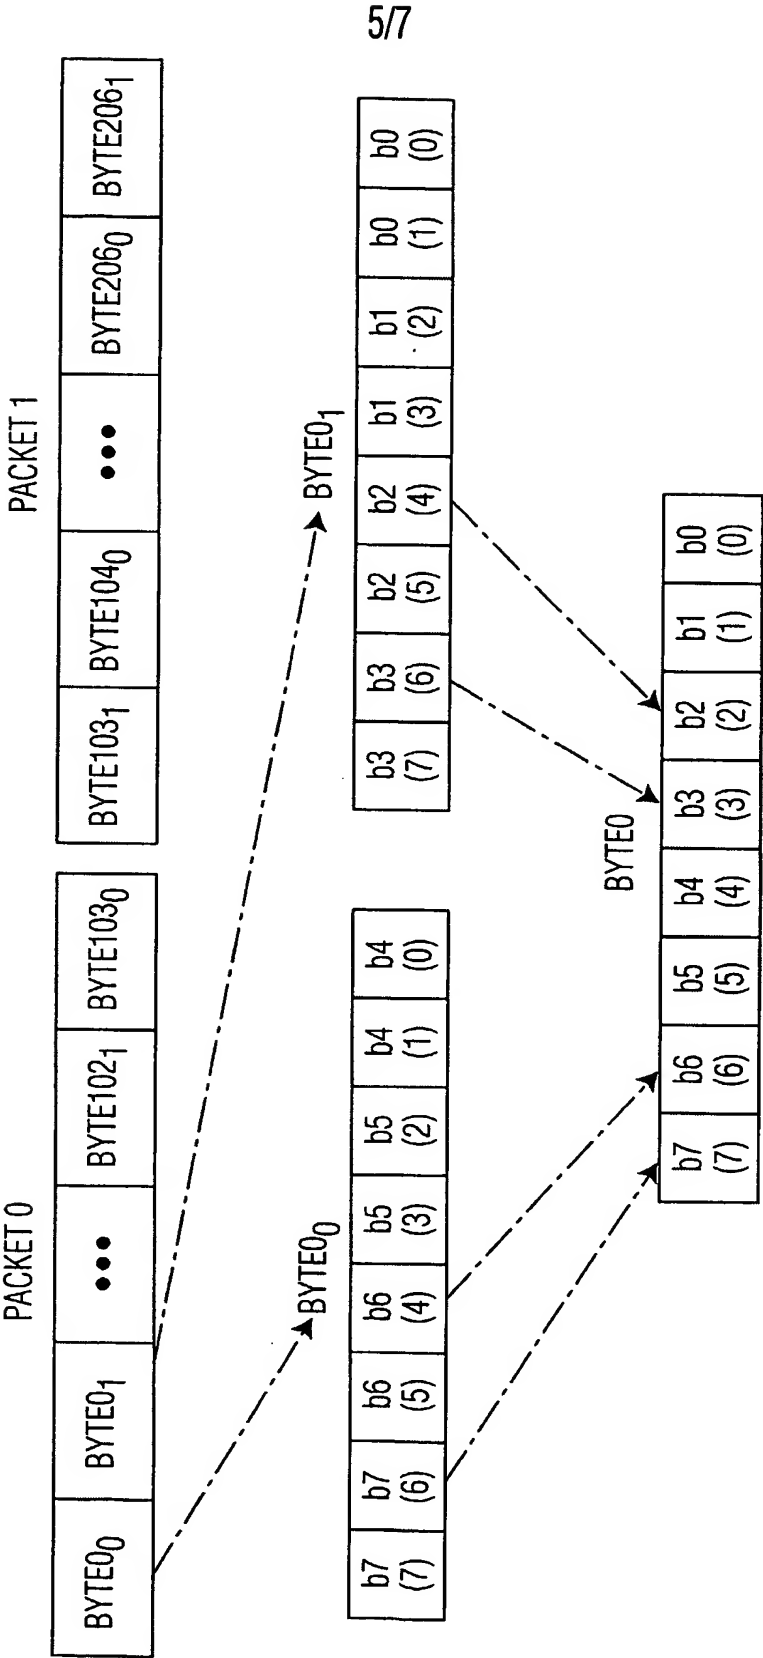 5/7
PACKET 0 PACKET 1
BYTE0₀ BYTE0₁ ••• BYTE102₁ BYTE103₀ BYTE103₁ BYTE104₀ ••• BYTE206₀ BYTE206₁
BYTE0₀ BYTE0₁
b7 b7 b6 b6 b5 b5 b4 b4 b3 b3 b2 b2 b1 b1 b0 b0
(7) (6) (5) (4) (3) (2) (1) (0) (7) (6) (5) (4) (3) (2) (1) (0)
BYTE0
b7 b6 b5 b4 b3 b2 b1 b0
(7) (6) (5) (4) (3) (2) (1) (0)